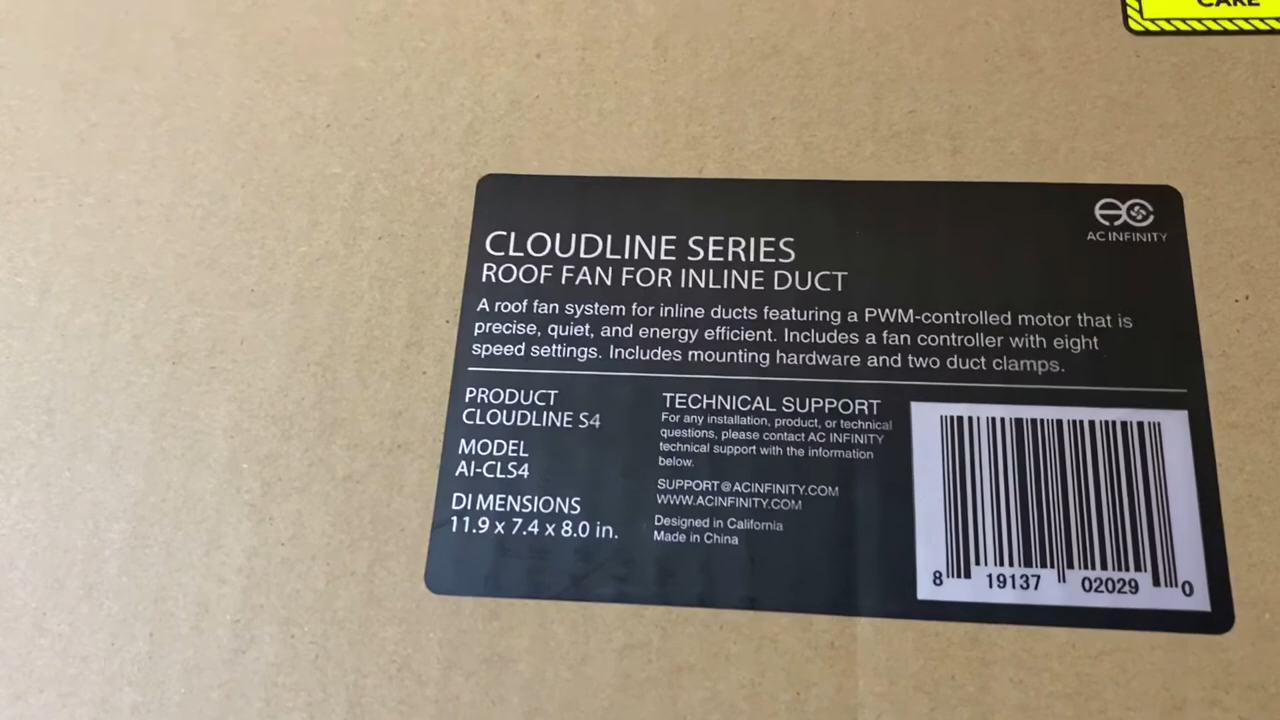 CARE
AC INFINITY
CLOUDLINE SERIES
ROOF FAN FOR INLINE DUCT
A roof fan system for inline ducts featuring a PWM-controlled motor that is
precise, quiet, and energy efficient. Includes a fan controller with eight
speed settings. Includes mounting hardware and two duct clamps.
PRODUCT
CLOUDLINE S4
MODEL
AI-CLS4
DIMENSIONS
11.9 x 7.4 x 8.0 in.
TECHNICAL SUPPORT
For any installation, product, or technical
questions, please contact AC INFINITY
technical support with the information
below.
SUPPORT@ACINFINITY.COM
WWW.ACINFINITY.COM
Designed in California
Made in China
8 19137 02029 0